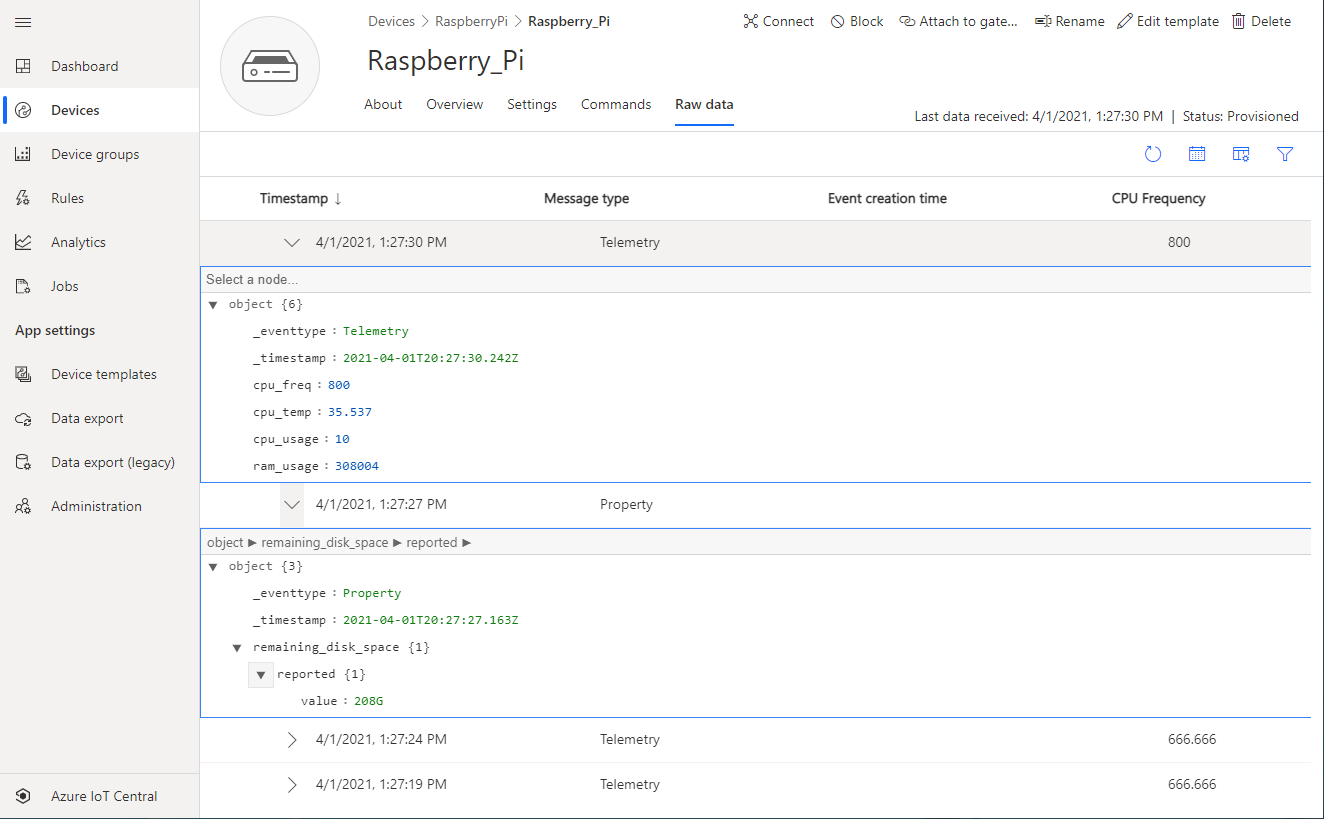 Devices > RaspberryPi > Raspberry_Pi
Connect Block Attach to gate... Rename Edit template Delete
Raspberry_Pi
About Overview Settings Commands Raw data
Last data received: 4/1/2021, 1:27:30 PM | Status: Provisioned
Dashboard
Devices
Device groups
Rules
Analytics
Jobs
App settings
Device templates
Data export
Data export (legacy)
Administration
Azure IoT Central
Timestamp ↓ Message type Event creation time CPU Frequency
4/1/2021, 1:27:30 PM Telemetry 800
Select a node...
▼ object {6}
_eventtype : Telemetry
_timestamp : 2021-04-01T20:27:30.242Z
cpu_freq : 800
cpu_temp : 35.537
cpu_usage : 10
ram_usage : 308004
4/1/2021, 1:27:27 PM Property
object ► remaining_disk_space ► reported ►
▼ object {3}
_eventtype : Property
_timestamp : 2021-04-01T20:27:27.163Z
▼ remaining_disk_space {1}
▼ reported {1}
value : 208G
4/1/2021, 1:27:24 PM Telemetry 666.666
4/1/2021, 1:27:19 PM Telemetry 666.666